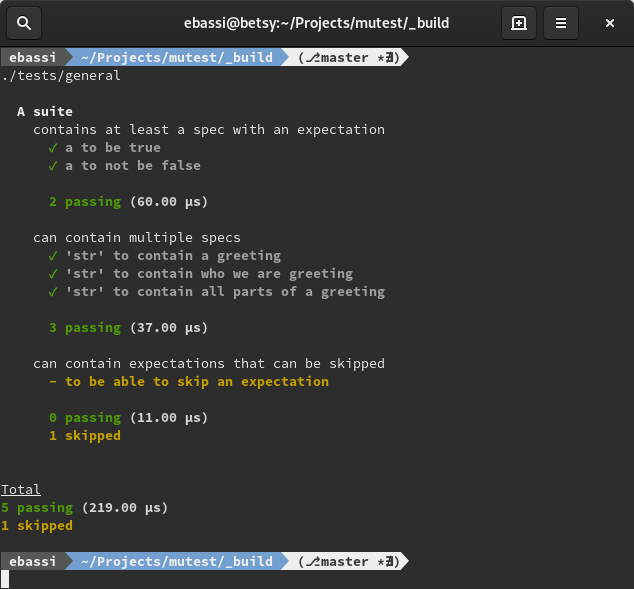 ebassi@betsy:~/Projects/mutest/_build
ebassi ~/Projects/mutest/_build (⎇master *∄)
./tests/general
A suite
contains at least a spec with an expectation
✓ a to be true
✓ a to not be false
2 passing (60.00 µs)
can contain multiple specs
✓ 'str' to contain a greeting
✓ 'str' to contain who we are greeting
✓ 'str' to contain all parts of a greeting
3 passing (37.00 µs)
can contain expectations that can be skipped
- to be able to skip an expectation
0 passing (11.00 µs)
1 skipped
Total
5 passing (219.00 µs)
1 skipped
ebassi ~/Projects/mutest/_build (⎇master *∄)